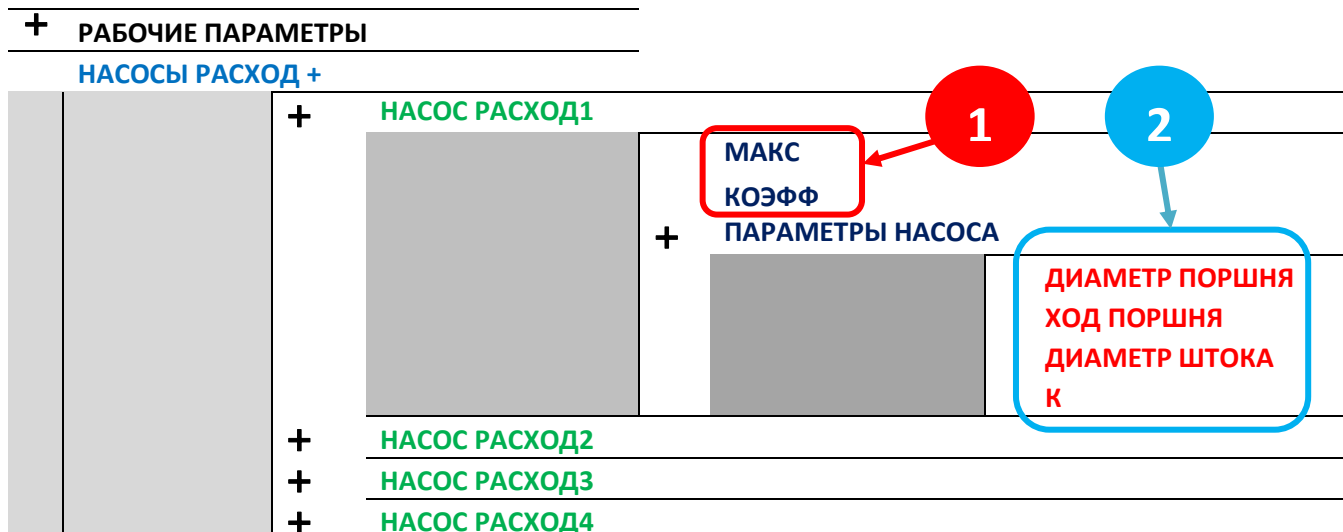 + РАБОЧИЕ ПАРАМЕТРЫ
НАСОСЫ РАСХОД +
+ НАСОС РАСХОД1
1
2
МАКС
КОЭФФ
+ ПАРАМЕТРЫ НАСОСА
ДИАМЕТР ПОРШНЯ
ХОД ПОРШНЯ
ДИАМЕТР ШТОКА
К
+ НАСОС РАСХОД2
+ НАСОС РАСХОД3
+ НАСОС РАСХОД4